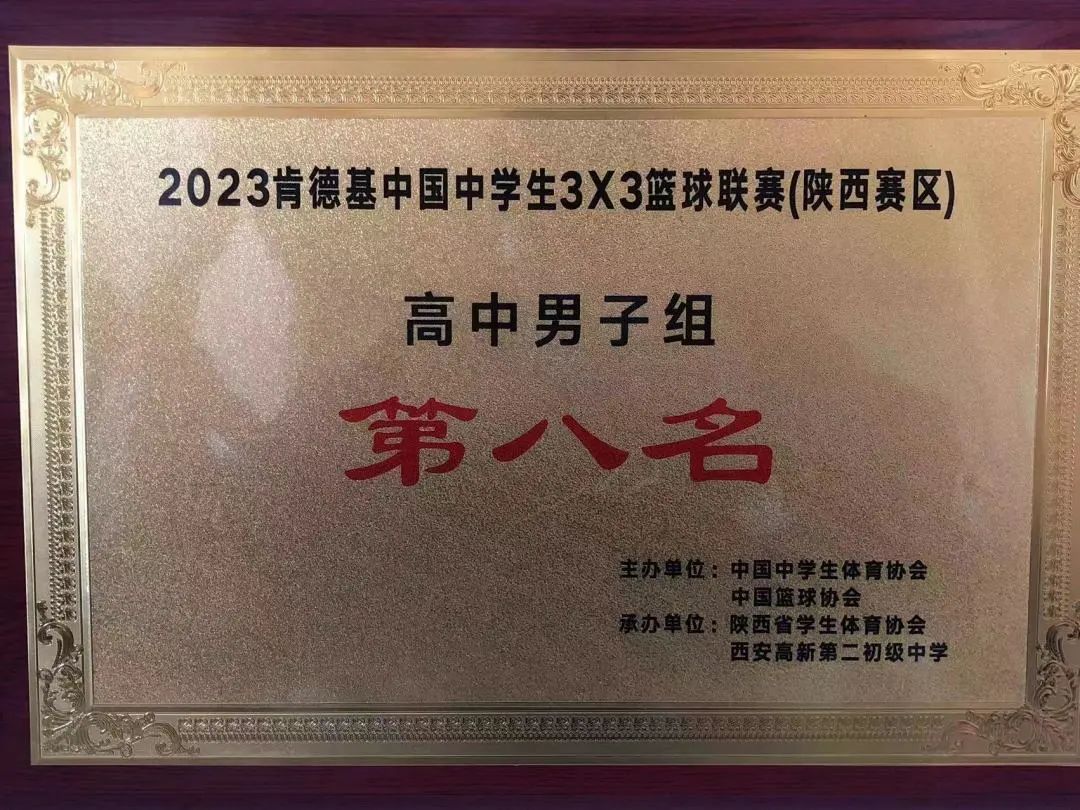 2023肯德基中国中学生3X3篮球联赛(陕西赛区)
高中男子组
第八名
主办单位：中国中学生体育协会
中国篮球协会
承办单位：陕西省学生体育协会
西安高新第二初级中学